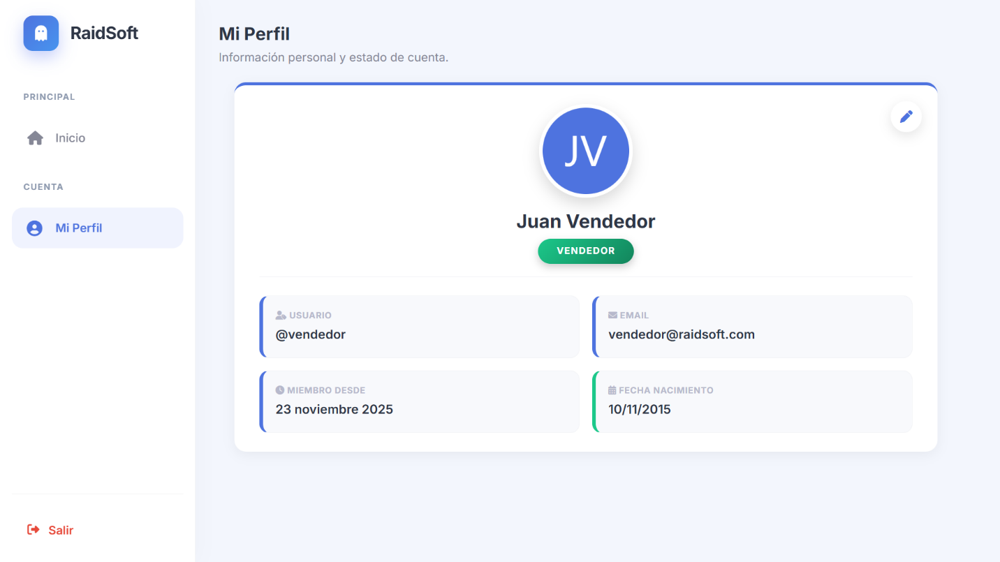 RaidSoft
PRINCIPAL
Inicio
CUENTA
Mi Perfil
Salir
Mi Perfil
Información personal y estado de cuenta.
JV
Juan Vendedor
VENDEDOR
USUARIO
@vendedor
EMAIL
vendedor@raidsoft.com
MIEMBRO DESDE
23 noviembre 2025
FECHA NACIMIENTO
10/11/2015